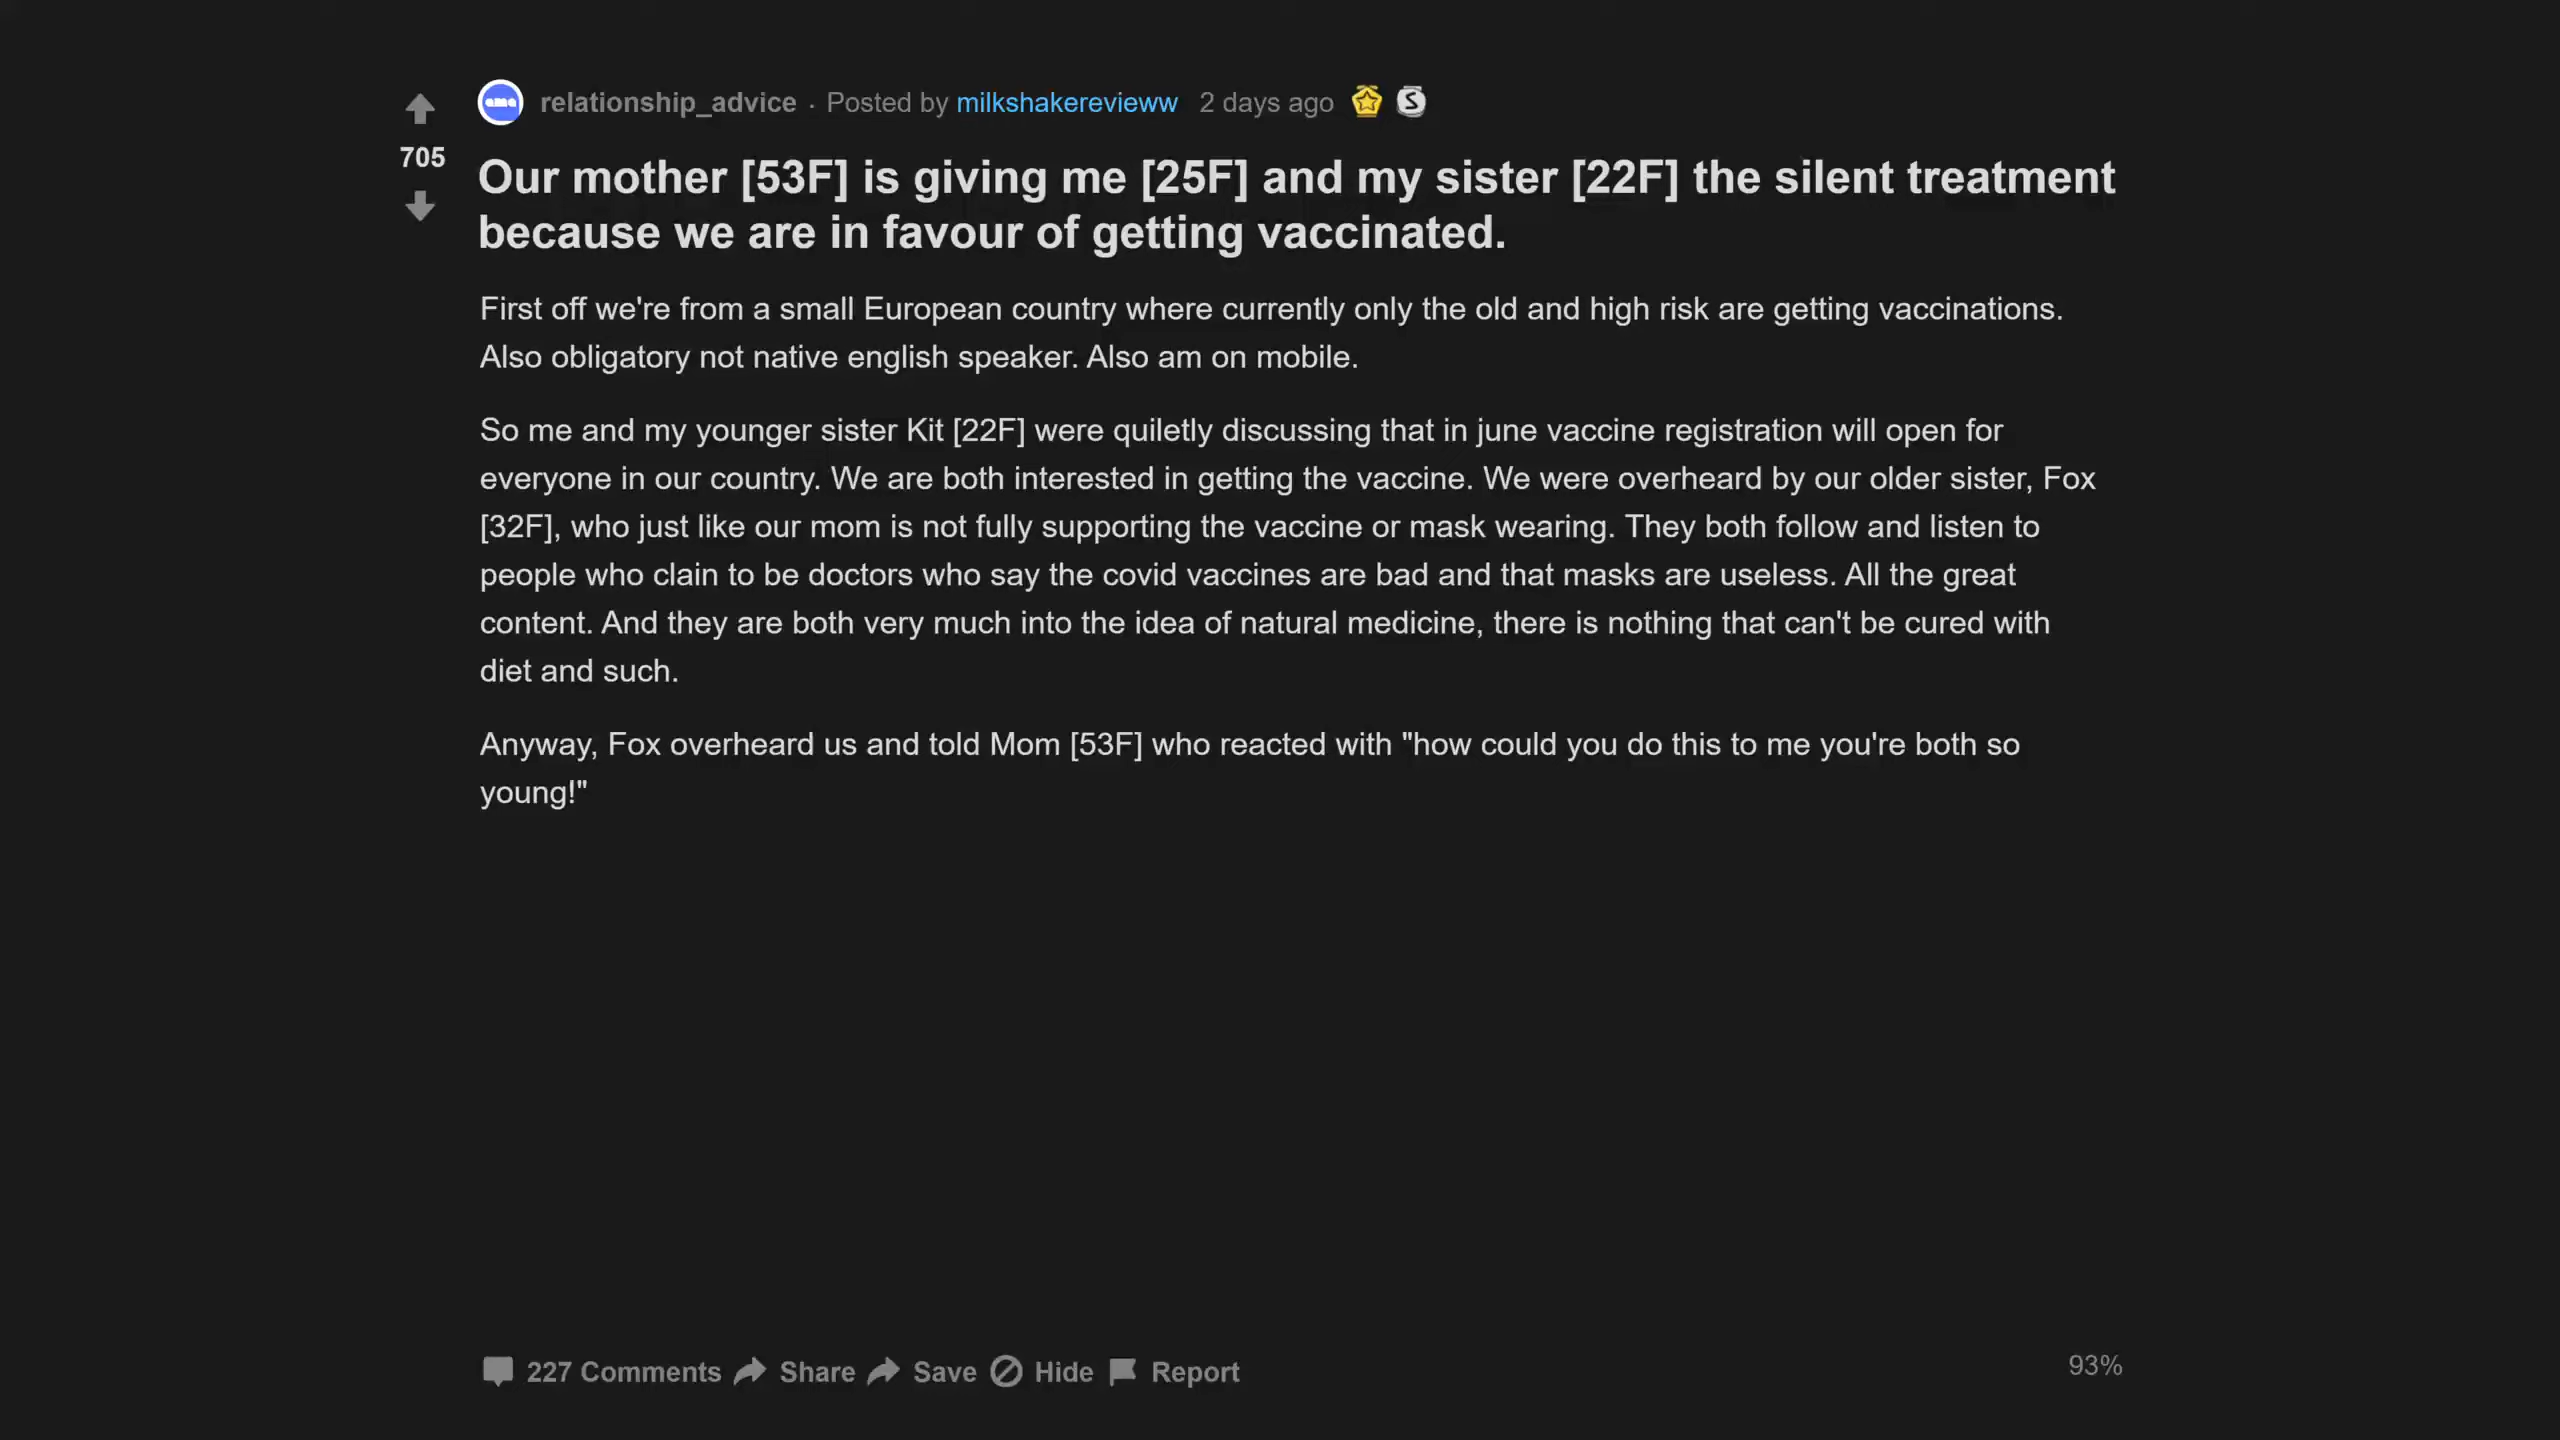 relationship_advice · Posted by milkshakerevieww 2 days ago
705
Our mother [53F] is giving me [25F] and my sister [22F] the silent treatment
because we are in favour of getting vaccinated.
First off we're from a small European country where currently only the old and high risk are getting vaccinations.
Also obligatory not native english speaker. Also am on mobile.
So me and my younger sister Kit [22F] were quietly discussing that in june vaccine registration will open for
everyone in our country. We are both interested in getting the vaccine. We were overheard by our older sister, Fox
[32F], who just like our mom is not fully supporting the vaccine or mask wearing. They both follow and listen to
people who clain to be doctors who say the covid vaccines are bad and that masks are useless. All the great
content. And they are both very much into the idea of natural medicine, there is nothing that can't be cured with
diet and such.
Anyway, Fox overheard us and told Mom [53F] who reacted with "how could you do this to me you're both so
young!"
227 Comments Share Save Hide Report
93%